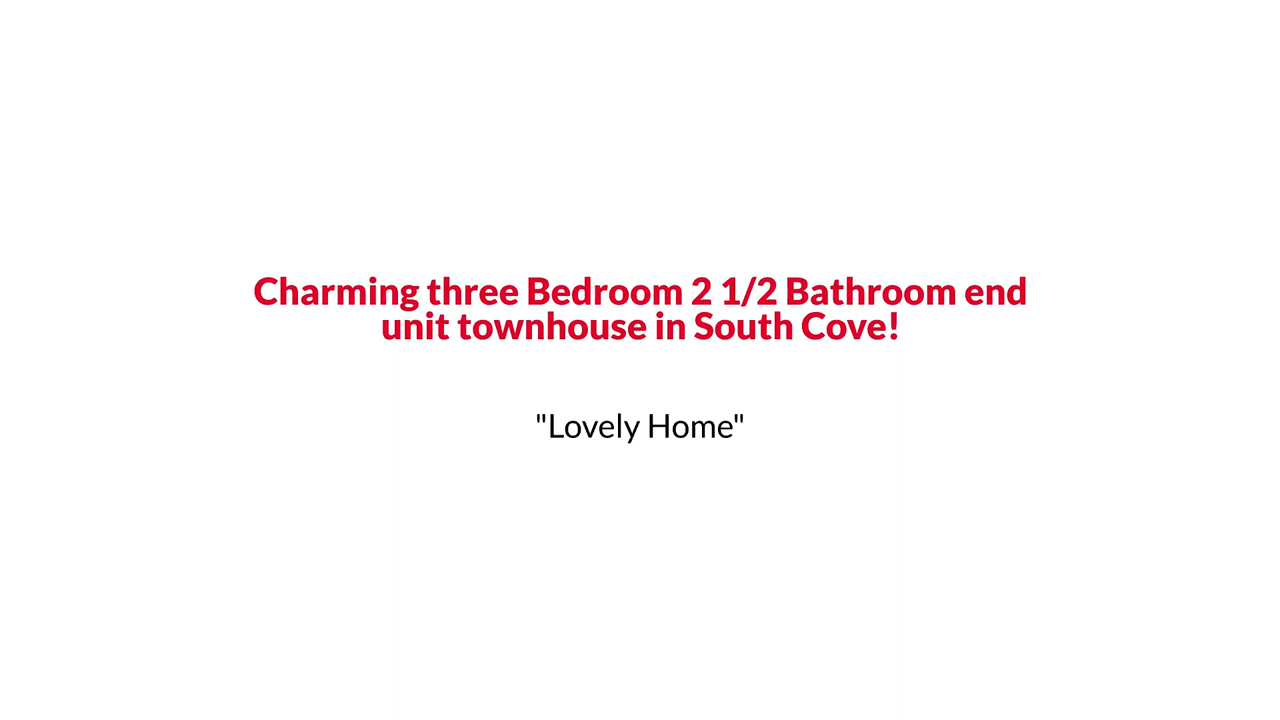 Charming three Bedroom 2 1/2 Bathroom end
unit townhouse in South Cove!
"Lovely Home"